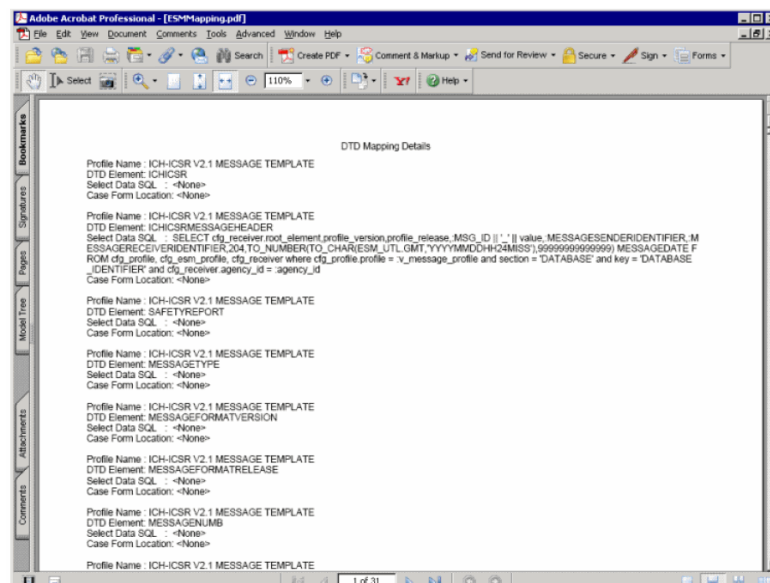 Adobe Acrobat Professional - [ESMMapping.pdf]
File Edit View Document Comments Tools Advanced Window Help
Search Create PDF Comment & Markup Send for Review Secure Sign Forms
Select 110% Y! Help
Bookmarks
Signatures
Pages
Model Tree
Attachments
Comments
DTD Mapping Details
Profile Name : ICH-ICSR V2.1 MESSAGE TEMPLATE
DTD Element: ICHICSR
Select Data SQL : <None>
Case Form Location: <None>
Profile Name : ICH-ICSR V2.1 MESSAGE TEMPLATE
DTD Element: ICHICSRMESSAGEHEADER
Select Data SQL : SELECT cfg_receiver.root_element,profile_version,profile_release,:MSG_ID || '_' || value,:MESSAGESENDERIDENTIFIER,:M
ESSAGERECEIVERIDENTIFIER,204,TO_NUMBER(TO_CHAR(ESM_UTL.GMT,'YYYYMMDDHH24MISS'),99999999999999) MESSAGEDATE F
ROM cfg_profile, cfg_esm_profile, cfg_receiver where cfg_profile.profile = :v_message_profile and section = 'DATABASE' and key = 'DATABASE
_IDENTIFIER' and cfg_receiver.agency_id = :agency_id
Case Form Location: <None>
Profile Name : ICH-ICSR V2.1 MESSAGE TEMPLATE
DTD Element: SAFETYREPORT
Select Data SQL : <None>
Case Form Location: <None>
Profile Name : ICH-ICSR V2.1 MESSAGE TEMPLATE
DTD Element: MESSAGETYPE
Select Data SQL : <None>
Case Form Location: <None>
Profile Name : ICH-ICSR V2.1 MESSAGE TEMPLATE
DTD Element: MESSAGEFORMATVERSION
Select Data SQL : <None>
Case Form Location: <None>
Profile Name : ICH-ICSR V2.1 MESSAGE TEMPLATE
DTD Element: MESSAGEFORMATRELEASE
Select Data SQL : <None>
Case Form Location: <None>
Profile Name : ICH-ICSR V2.1 MESSAGE TEMPLATE
DTD Element: MESSAGENUMB
Select Data SQL : <None>
Case Form Location: <None>
Profile Name : ICH-ICSR V2.1 MESSAGE TEMPLATE
1 of 31